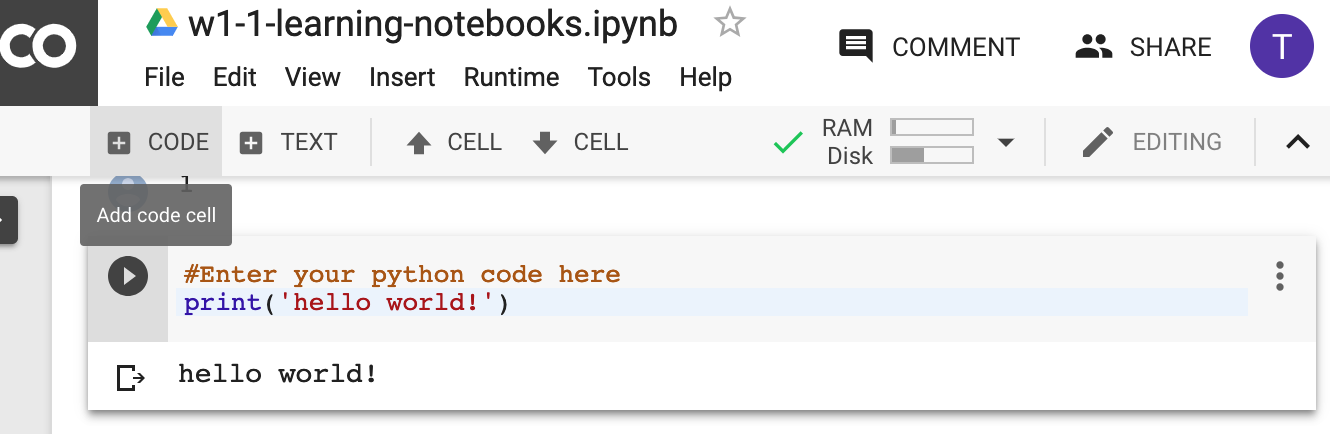 CO
w1-1-learning-notebooks.ipynb
COMMENT
SHARE
T
File Edit View Insert Runtime Tools Help
CODE
TEXT
CELL
CELL
RAM
Disk
EDITING
1
Add code cell
#Enter your python code here
print('hello world!')
hello world!